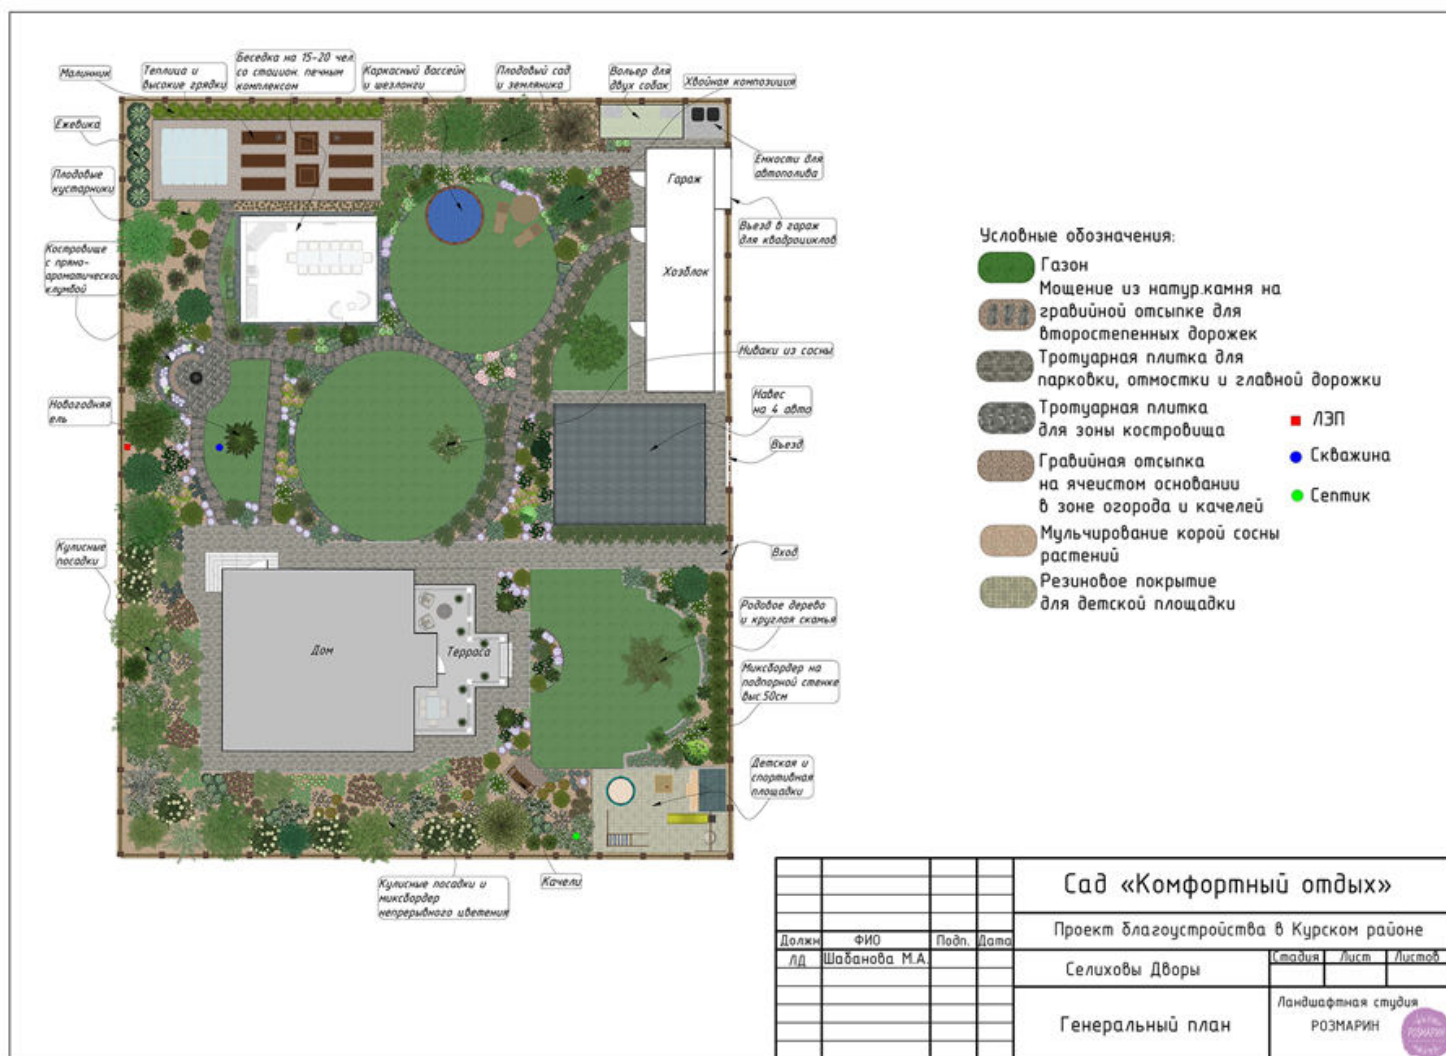 Малинник
Теплица и
высокие грядки
Беседка на 15-20 чел.
со стацион. печным
комплексом
Каркасный бассейн
и шезлонги
Плодовый сад
и земляника
Вольер для
двух собак
Хвойная композиция
Ежевика
Плодовые
кустарники
Костровище
с пряно-
ароматической
клумбой
Новогодняя
ель
Кулисные
посадки
Емкости для
автополива
Гараж
Въезд в гараж
для квадроциклов
Хозблок
Ниваки из сосны
Навес
на 4 авто
Въезд
Вход
Родовое дерево
и круглая скамья
Дом
Терраса
Миксбордер на
подпорной стенке
выс.50см
Детская и
спортивная
площадки
Качели
Кулисные посадки и
миксбордер
непрерывного цветения
Условные обозначения:
Газон
Мощение из натур.камня на
гравийной отсыпке для
второстепенных дорожек
Тротуарная плитка для
парковки, отмостки и главной дорожки
Тротуарная плитка
для зоны костровища
Гравийная отсыпка
на ячеистом основании
в зоне огорода и качелей
Мульчирование корой сосны
растений
Резиновое покрытие
для детской площадки
ЛЭП
Скважина
Септик
Сад «Комфортный отдых»
Проект благоустройства в Курском районе
Должн ФИО Подп. Дата
ЛД Шабанова М.А.
Селиховы Дворы
Стадия Лист Листов
Генеральный план
Ландшафтная студия
РОЗМАРИН
РОЗМАРИН